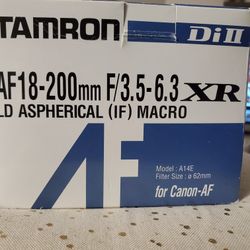 TAMRON
Di II
AF18-200mm F/3.5-6.3 XR
LD ASPHERICAL (IF) MACRO
AF
Model: A14E
Filter Size: ø 62mm
for Canon-AF